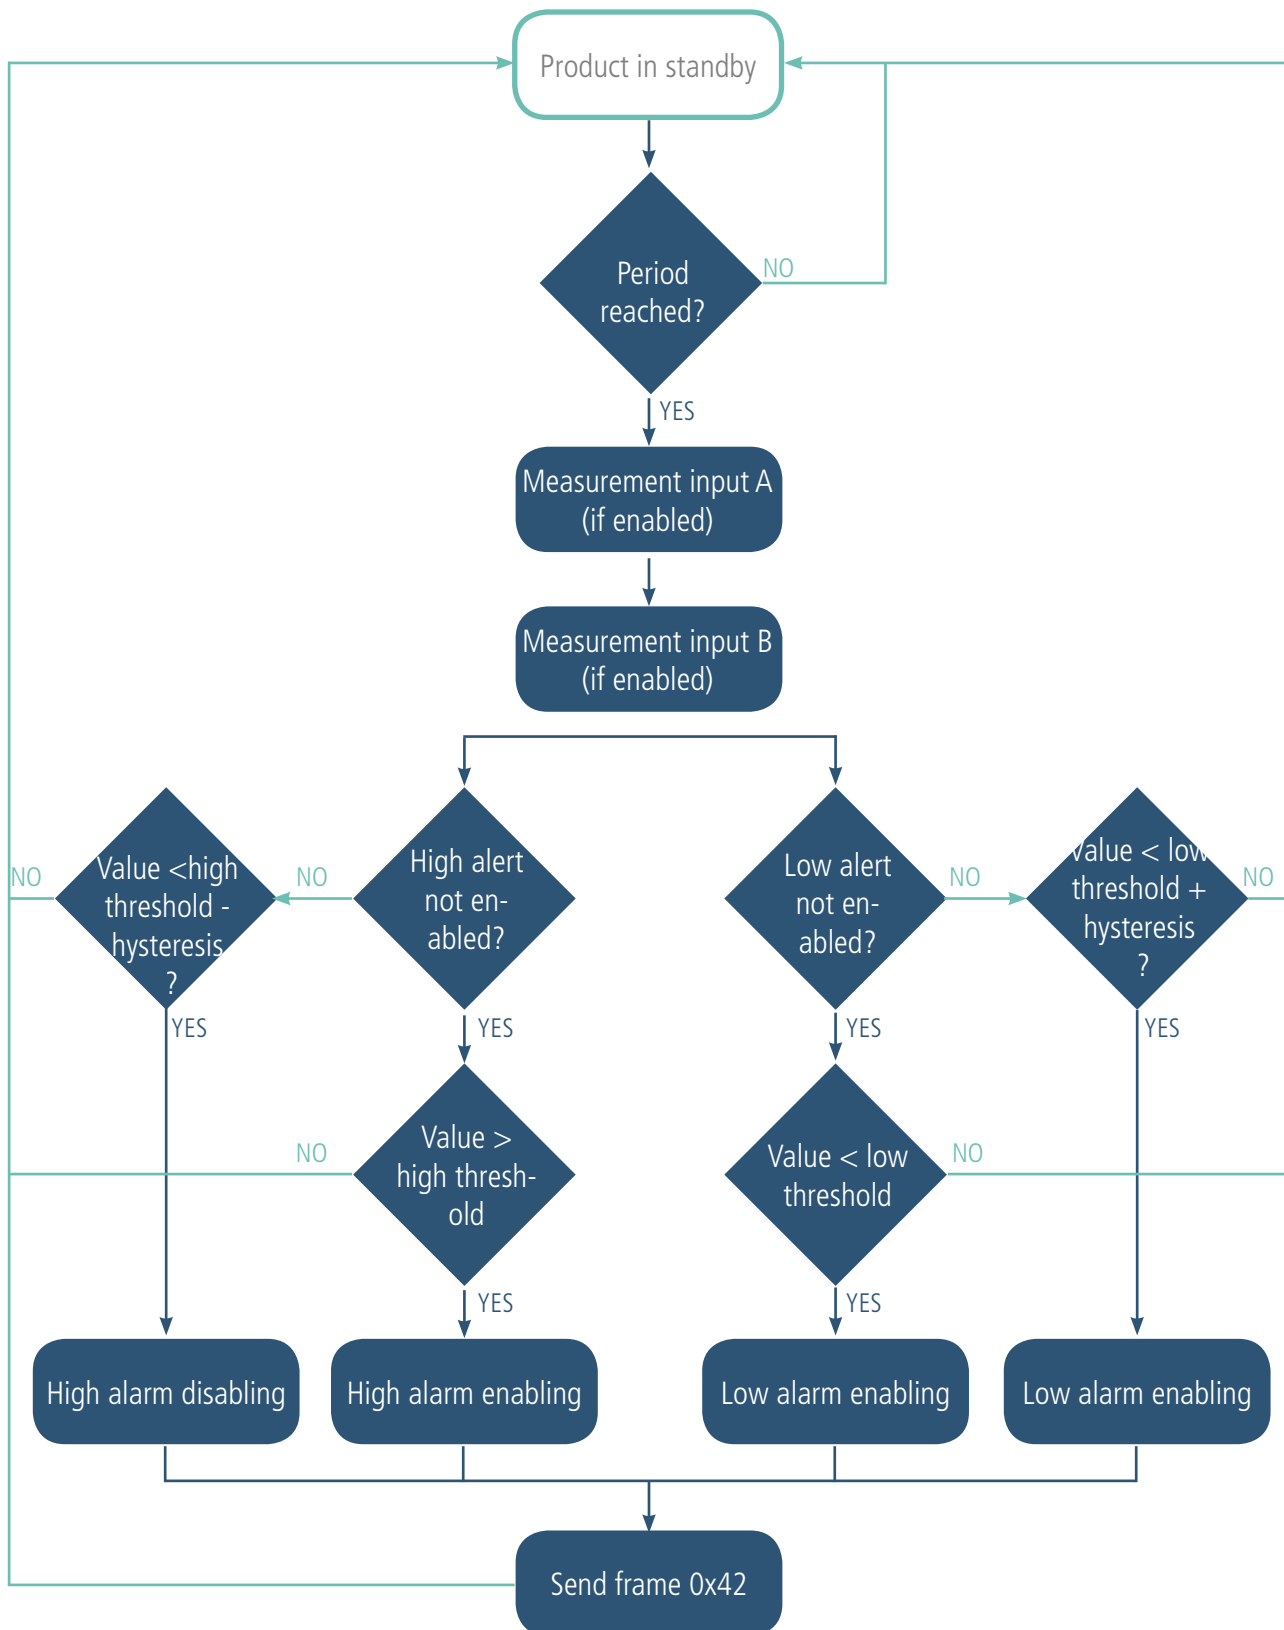 Product in standby
Period
reached?
NO
YES
Measurement input A
(if enabled)
Measurement input B
(if enabled)
NO
Value <high
threshold -
hysteresis
?
NO
High alert
not en-
abled?
Low alert
not en-
abled?
NO
Value < low
threshold +
hysteresis
?
NO
YES
YES
YES
YES
NO
Value >
high thresh-
old
Value < low
threshold
NO
YES
YES
High alarm disabling
High alarm enabling
Low alarm enabling
Low alarm enabling
Send frame 0x42